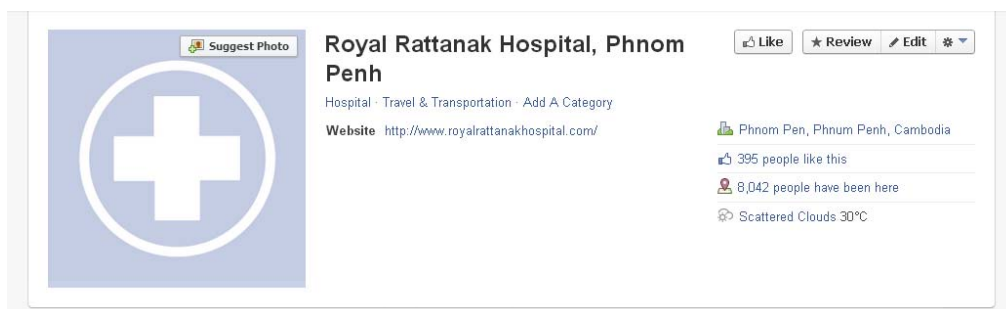 Suggest Photo
Royal Rattanak Hospital, Phnom
Penh
Hospital · Travel & Transportation · Add A Category
Website http://www.royalrattanakhospital.com/
Like
Review
Edit
Phnom Pen, Phnum Penh, Cambodia
395 people like this
8,042 people have been here
Scattered Clouds 30°C